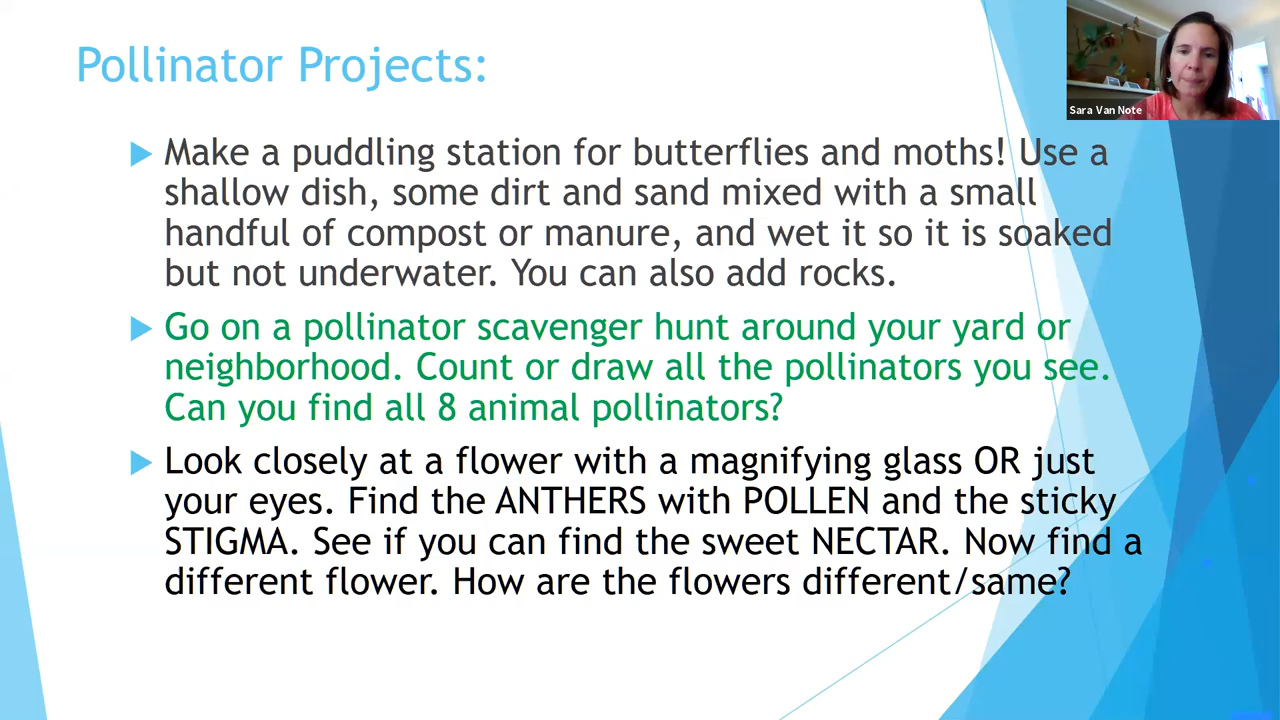 Pollinator Projects:
Sara Van Note
Make a puddling station for butterflies and moths! Use a
shallow dish, some dirt and sand mixed with a small
handful of compost or manure, and wet it so it is soaked
but not underwater. You can also add rocks.
Go on a pollinator scavenger hunt around your yard or
neighborhood. Count or draw all the pollinators you see.
Can you find all 8 animal pollinators?
Look closely at a flower with a magnifying glass OR just
your eyes. Find the ANTHERS with POLLEN and the sticky
STIGMA. See if you can find the sweet NECTAR. Now find a
different flower. How are the flowers different/same?